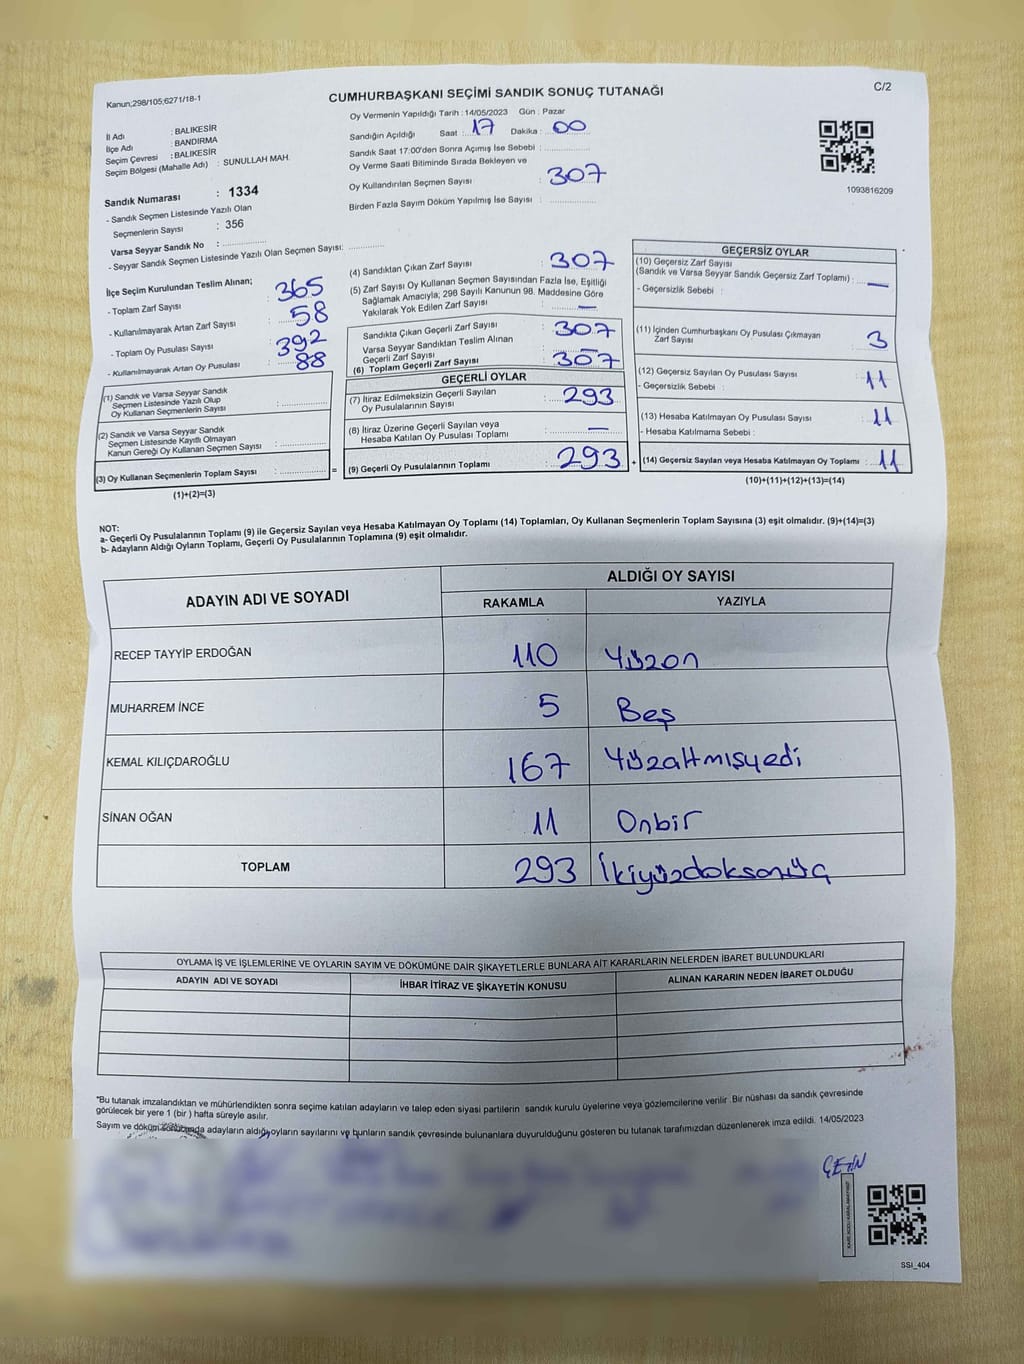 Kanun;298/105;6271/18-1
CUMHURBAŞKANI SEÇİMİ SANDIK SONUÇ TUTANAĞI
C/2
Oy Vermenin Yapıldığı Tarih : 14/05/2023 Gün : Pazar
İl Adı : BALIKESİR
İlçe Adı : BANDIRMA
Seçim Çevresi : BALIKESİR
Seçim Bölgesi (Mahalle Adı) : SUNULLAH MAH.
Sandığın Açıldığı Saat : 17 Dakika : 00
Sandık Saat 17:00'den Sonra Açımış İse Sebebi :
Oy Verme Saati Bitiminde Sırada Bekleyen ve
Oy Kullandırılan Seçmen Sayısı : 307
Birden Fazla Sayım Döküm Yapılmış İse Sayısı :
1093816209
Sandık Numarası : 1334
- Sandık Seçmen Listesinde Yazılı Olan
Seçmenlerin Sayısı : 356
Varsa Seyyar Sandık No :
- Seyyar Sandık Seçmen Listesinde Yazılı Olan Seçmen Sayısı:
İlçe Seçim Kurulundan Teslim Alınan;
- Toplam Zarf Sayısı : 365
- Kullanılmayarak Artan Zarf Sayısı : 58
- Toplam Oy Pusulası Sayısı : 392
- Kullanılmayarak Artan Oy Pusulası : 88
(1) Sandık ve Varsa Seyyar Sandık
Seçmen Listesinde Yazılı Olup
Oy Kullanan Seçmenlerin Sayısı :
(2) Sandık ve Varsa Seyyar Sandık
Seçmen Listesinde Kayıtlı Olmayan
Kanun Gereği Oy Kullanan Seçmen Sayısı :
(3) Oy Kullanan Seçmenlerin Toplam Sayısı : =
(1)+(2)=(3)
(4) Sandıktan Çıkan Zarf Sayısı : 307
(5) Zarf Sayısı Oy Kullanan Seçmen Sayısından Fazla İse, Eşitliği
Sağlamak Amacıyla; 298 Sayılı Kanunun 98. Maddesine Göre
Yakılarak Yok Edilen Zarf Sayısı : —
Sandıkta Çıkan Geçerli Zarf Sayısı : 307
Varsa Seyyar Sandıktan Teslim Alınan
Geçerli Zarf Sayısı :
(6) Toplam Geçerli Zarf Sayısı : 307
GEÇERLİ OYLAR
(7) İtiraz Edilmeksizin Geçerli Sayılan
Oy Pusulalarının Sayısı : 293
(8) İtiraz Üzerine Geçerli Sayılan veya
Hesaba Katılan Oy Pusulası Toplamı : —
(9) Geçerli Oy Pusulalarının Toplamı : 293 +
GEÇERSİZ OYLAR
(10) Geçersiz Zarf Sayısı
(Sandık ve Varsa Seyyar Sandık Geçersiz Zarf Toplamı) : —
- Geçersizlik Sebebi :
(11) İçinden Cumhurbaşkanı Oy Pusulası Çıkmayan
Zarf Sayısı : 3
(12) Geçersiz Sayılan Oy Pusulası Sayısı : 11
- Geçersizlik Sebebi :
(13) Hesaba Katılmayan Oy Pusulası Sayısı : 11
- Hesaba Katılmama Sebebi :
(14) Geçersiz Sayılan veya Hesaba Katılmayan Oy Toplamı : 11
(10)+(11)+(12)+(13)=(14)
NOT:
a- Geçerli Oy Pusulalarının Toplamı (9) ile Geçersiz Sayılan veya Hesaba Katılmayan Oy Toplamı (14) Toplamları, Oy Kullanan Seçmenlerin Toplam Sayısına (3) eşit olmalıdır. (9)+(14)=(3)
b- Adayların Aldığı Oyların Toplamı, Geçerli Oy Pusulalarının Toplamına (9) eşit olmalıdır.
ADAYIN ADI VE SOYADI ALDIĞI OY SAYISI
RAKAMLA YAZIYLA
RECEP TAYYİP ERDOĞAN 110 Yüzon
MUHARREM İNCE 5 Beş
KEMAL KILIÇDAROĞLU 167 Yüzaltmışyedi
SİNAN OĞAN 11 Onbir
TOPLAM 293 İkiyüzdoksanüç
OYLAMA İŞ VE İŞLEMLERİNE VE OYLARIN SAYIM VE DÖKÜMÜNE DAİR ŞİKAYETLERLE BUNLARA AİT KARARLARIN NELERDEN İBARET BULUNDUKLARI
ADAYIN ADI VE SOYADI İHBAR İTİRAZ VE ŞİKAYETİN KONUSU ALINAN KARARIN NEDEN İBARET OLDUĞU
*Bu tutanak imzalandıktan ve mühürlendikten sonra seçime katılan adayların ve talep eden siyasi partilerin sandık kurulu üyelerine veya gözlemcilerine verilir .Bir nüshası da sandık çevresinde
görülecek bir yere 1 (bir ) hafta süreyle asılır.
Sayım ve döküm sonucunda adayların aldığı oyların sayılarını ve bunların sandık çevresinde bulunanlara duyurulduğunu gösteren bu tutanak tarafımızdan düzenlenerek imza edildi. 14/05/2023
ÇETİN
SSI_404